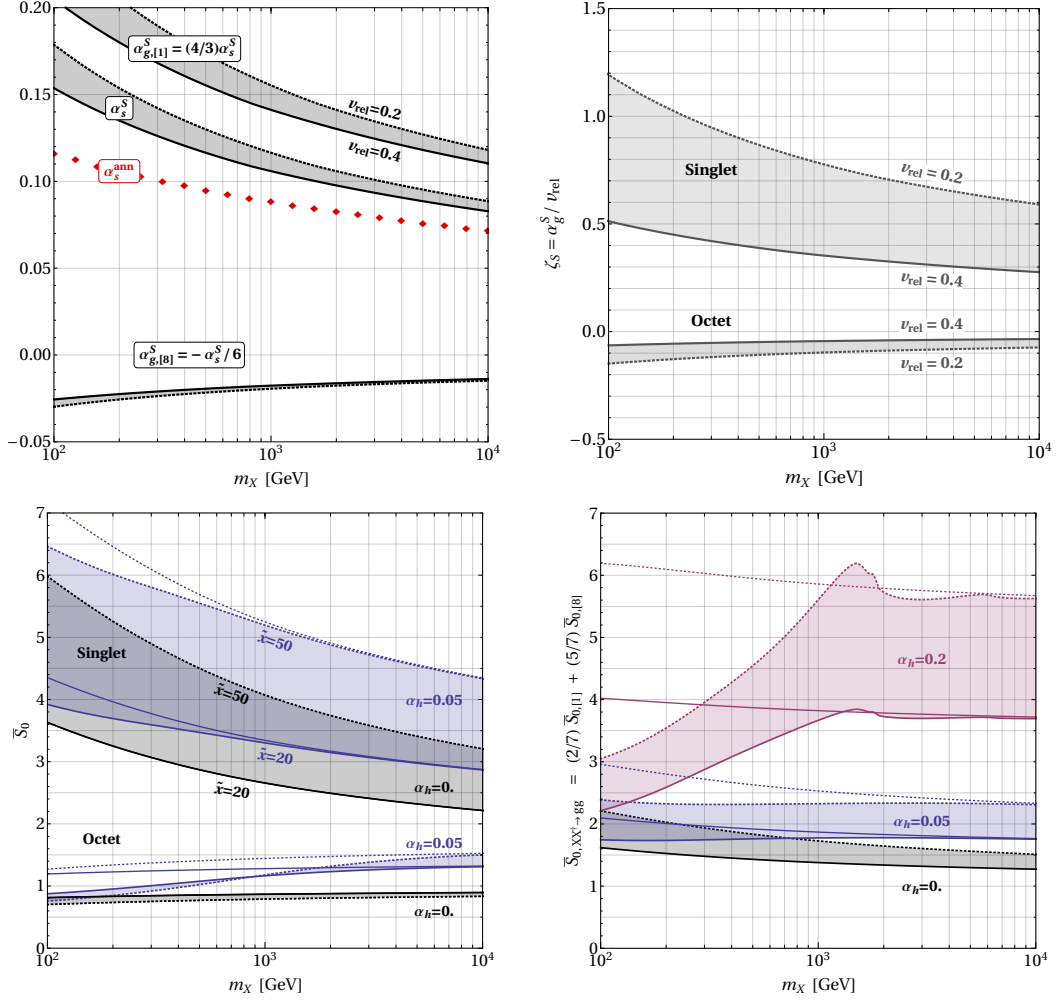 0.20
0.15
0.10
0.05
0.00
−0.05
α^S_{g,[1]} = (4/3)α^S_s
α^S_s
α^ann_s
v_rel=0.2
v_rel=0.4
α^S_{g,[8]} = − α^S_s/6
10^2
10^3
10^4
m_X [GeV]
1.5
1.0
0.5
0.0
−0.5
ζ_S = α^S_g / v_rel
Singlet
v_rel = 0.2
v_rel = 0.4
Octet
v_rel = 0.4
v_rel = 0.2
10^2
10^3
10^4
m_X [GeV]
7
6
5
4
3
2
1
0
S̅_0
Singlet
x̃=50
x̃=50
α_h=0.05
x̃=20
x̃=20
α_h=0.
Octet
α_h=0.05
α_h=0.
10^2
10^3
10^4
m_X [GeV]
7
6
5
4
3
2
1
0
S̅_{0,XX†→gg} = (2/7) S̅_{0,[1]} + (5/7) S̅_{0,[8]}
α_h=0.2
α_h=0.05
α_h=0.
10^2
10^3
10^4
m_X [GeV]